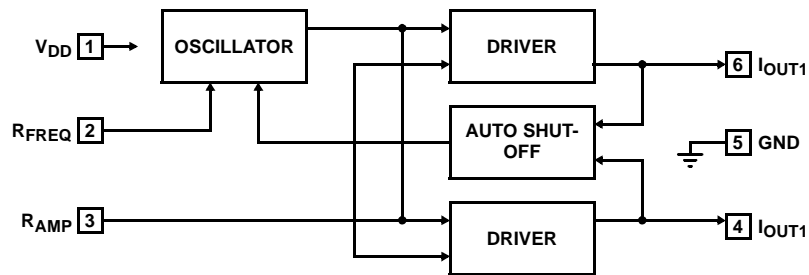 VDD 1
OSCILLATOR
DRIVER
6 IOUT1
RFREQ 2
AUTO SHUT-
OFF
5 GND
RAMP 3
DRIVER
4 IOUT1